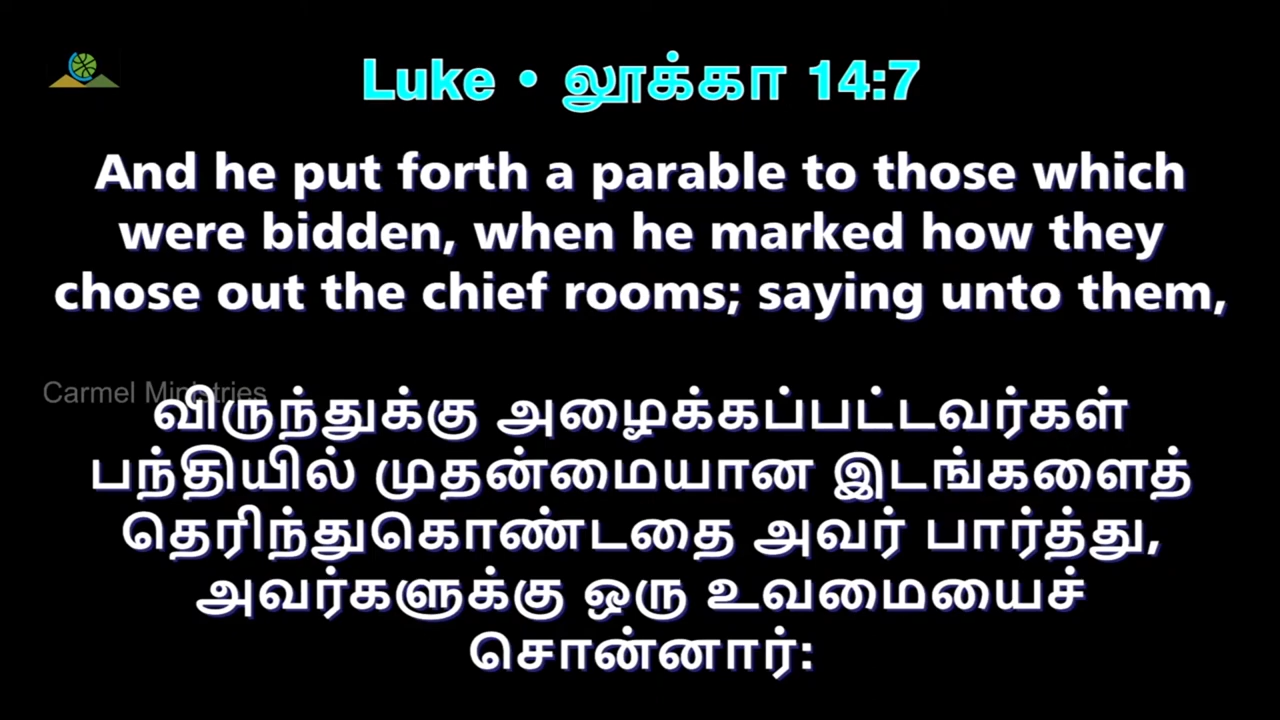 Luke • லூக்கா 14:7
And he put forth a parable to those which
were bidden, when he marked how they
chose out the chief rooms; saying unto them,
Carmel Ministries
விருந்துக்கு அழைக்கப்பட்டவர்கள்
பந்தியில் முதன்மையான இடங்களைத்
தெரிந்துகொண்டதை அவர் பார்த்து,
அவர்களுக்கு ஒரு உவமையைச்
சொன்னார்: